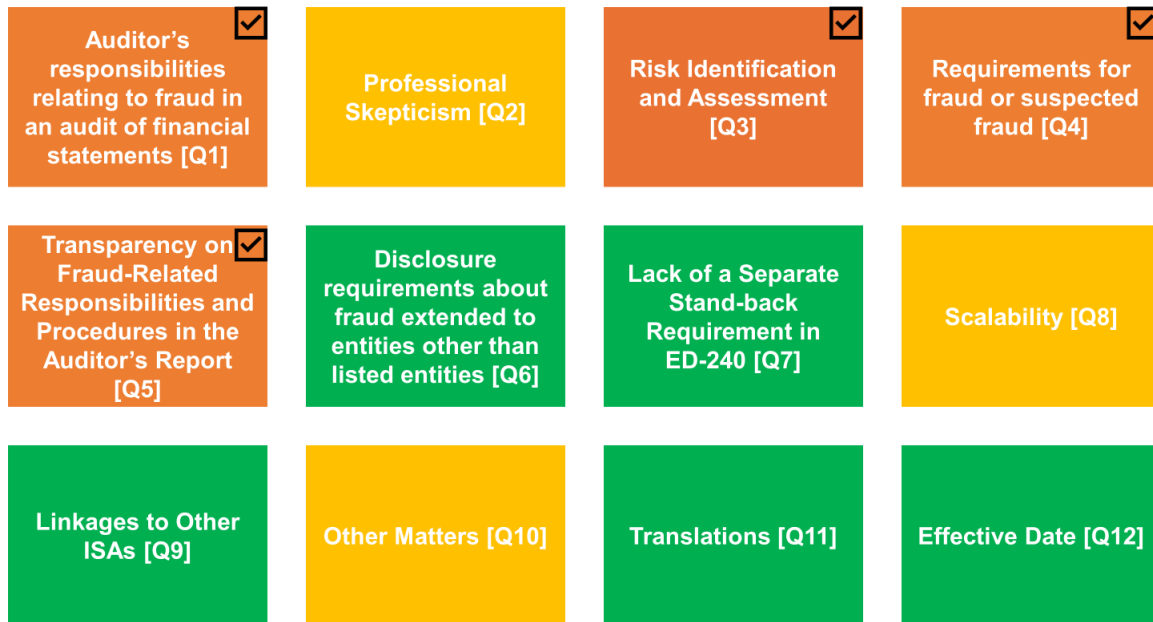 Auditor’s
responsibilities
relating to fraud in
an audit of financial
statements [Q1]
Professional
Skepticism [Q2]
Risk Identification
and Assessment
[Q3]
Requirements for
fraud or suspected
fraud [Q4]
Transparency on
Fraud-Related
Responsibilities and
Procedures in the
Auditor’s Report
[Q5]
Disclosure
requirements about
fraud extended to
entities other than
listed entities [Q6]
Lack of a Separate
Stand-back
Requirement in
ED-240 [Q7]
Scalability [Q8]
Linkages to Other
ISAs [Q9]
Other Matters [Q10]
Translations [Q11]
Effective Date [Q12]